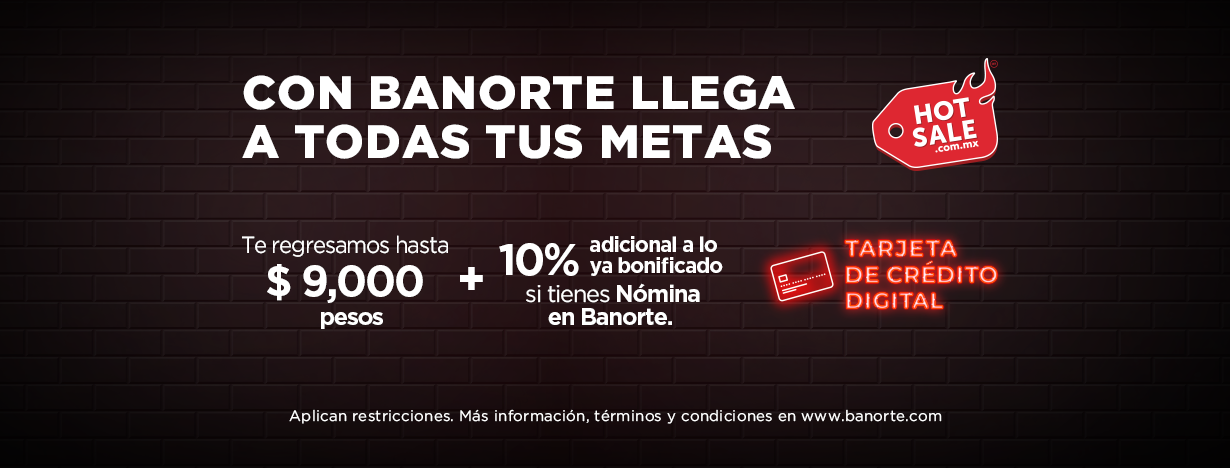 CON BANORTE LLEGA
A TODAS TUS METAS
HOT
SALE
.com.mx
Te regresamos hasta
$ 9,000
pesos
+
10% adicional a lo
ya bonificado
si tienes Nómina
en Banorte.
TARJETA
DE CRÉDITO
DIGITAL
Aplican restricciones. Más información, términos y condiciones en www.banorte.com